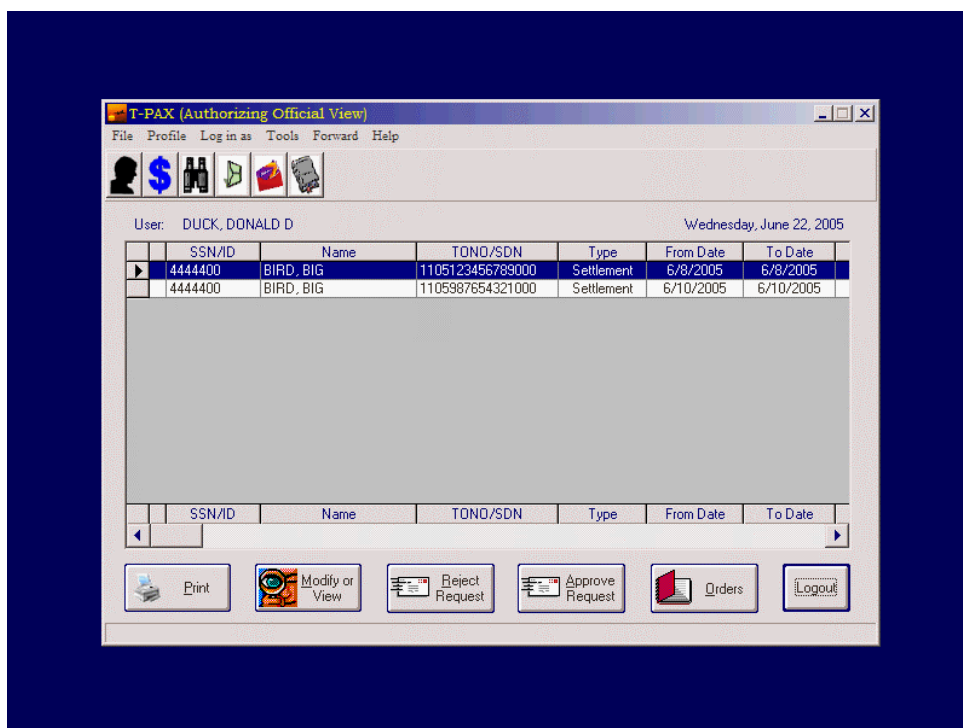 T-PAX (Authorizing Official View)
File Profile Log in as Tools Forward Help
User: DUCK, DONALD D Wednesday, June 22, 2005
SSN/ID Name TONO/SDN Type From Date To Date
4444400 BIRD, BIG 1105123456789000 Settlement 6/8/2005 6/8/2005
4444400 BIRD, BIG 1105987654321000 Settlement 6/10/2005 6/10/2005
SSN/ID Name TONO/SDN Type From Date To Date
Print Modify or View Reject Request Approve Request Orders Logout